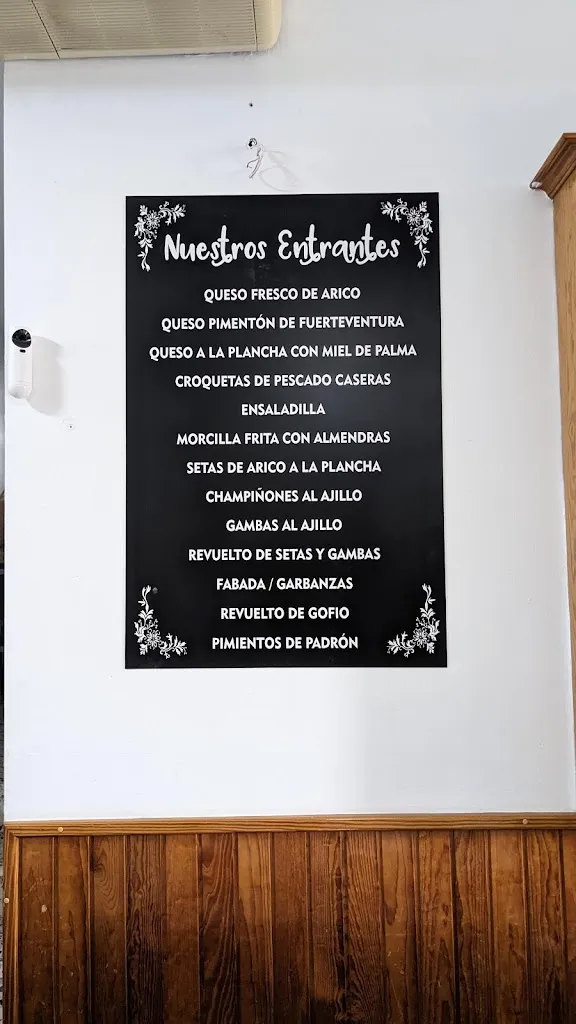 Nuestros Entrantes
QUESO FRESCO DE ARICO
QUESO PIMENTÓN DE FUERTEVENTURA
QUESO A LA PLANCHA CON MIEL DE PALMA
CROQUETAS DE PESCADO CASERAS
ENSALADILLA
MORCILLA FRITA CON ALMENDRAS
SETAS DE ARICO A LA PLANCHA
CHAMPIÑONES AL AJILLO
GAMBAS AL AJILLO
REVUELTO DE SETAS Y GAMBAS
FABADA / GARBANZAS
REVUELTO DE GOFIO
PIMIENTOS DE PADRÓN